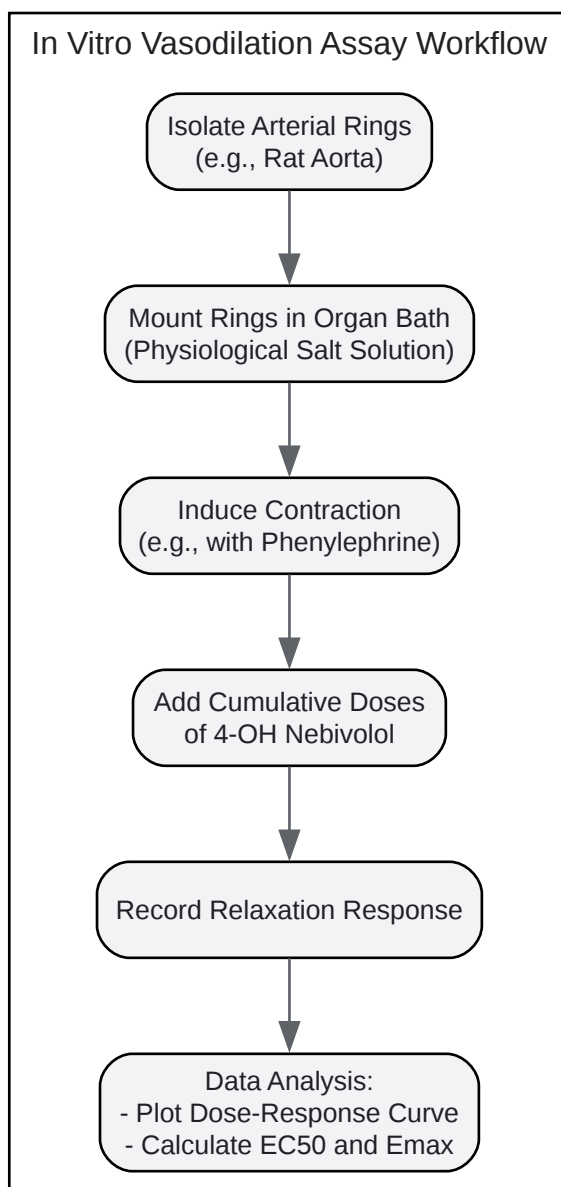 In Vitro Vasodilation Assay Workflow
Isolate Arterial Rings
(e.g., Rat Aorta)
Mount Rings in Organ Bath
(Physiological Salt Solution)
Induce Contraction
(e.g., with Phenylephrine)
Add Cumulative Doses
of 4-OH Nebivolol
Record Relaxation Response
Data Analysis:
- Plot Dose-Response Curve
- Calculate EC50 and Emax